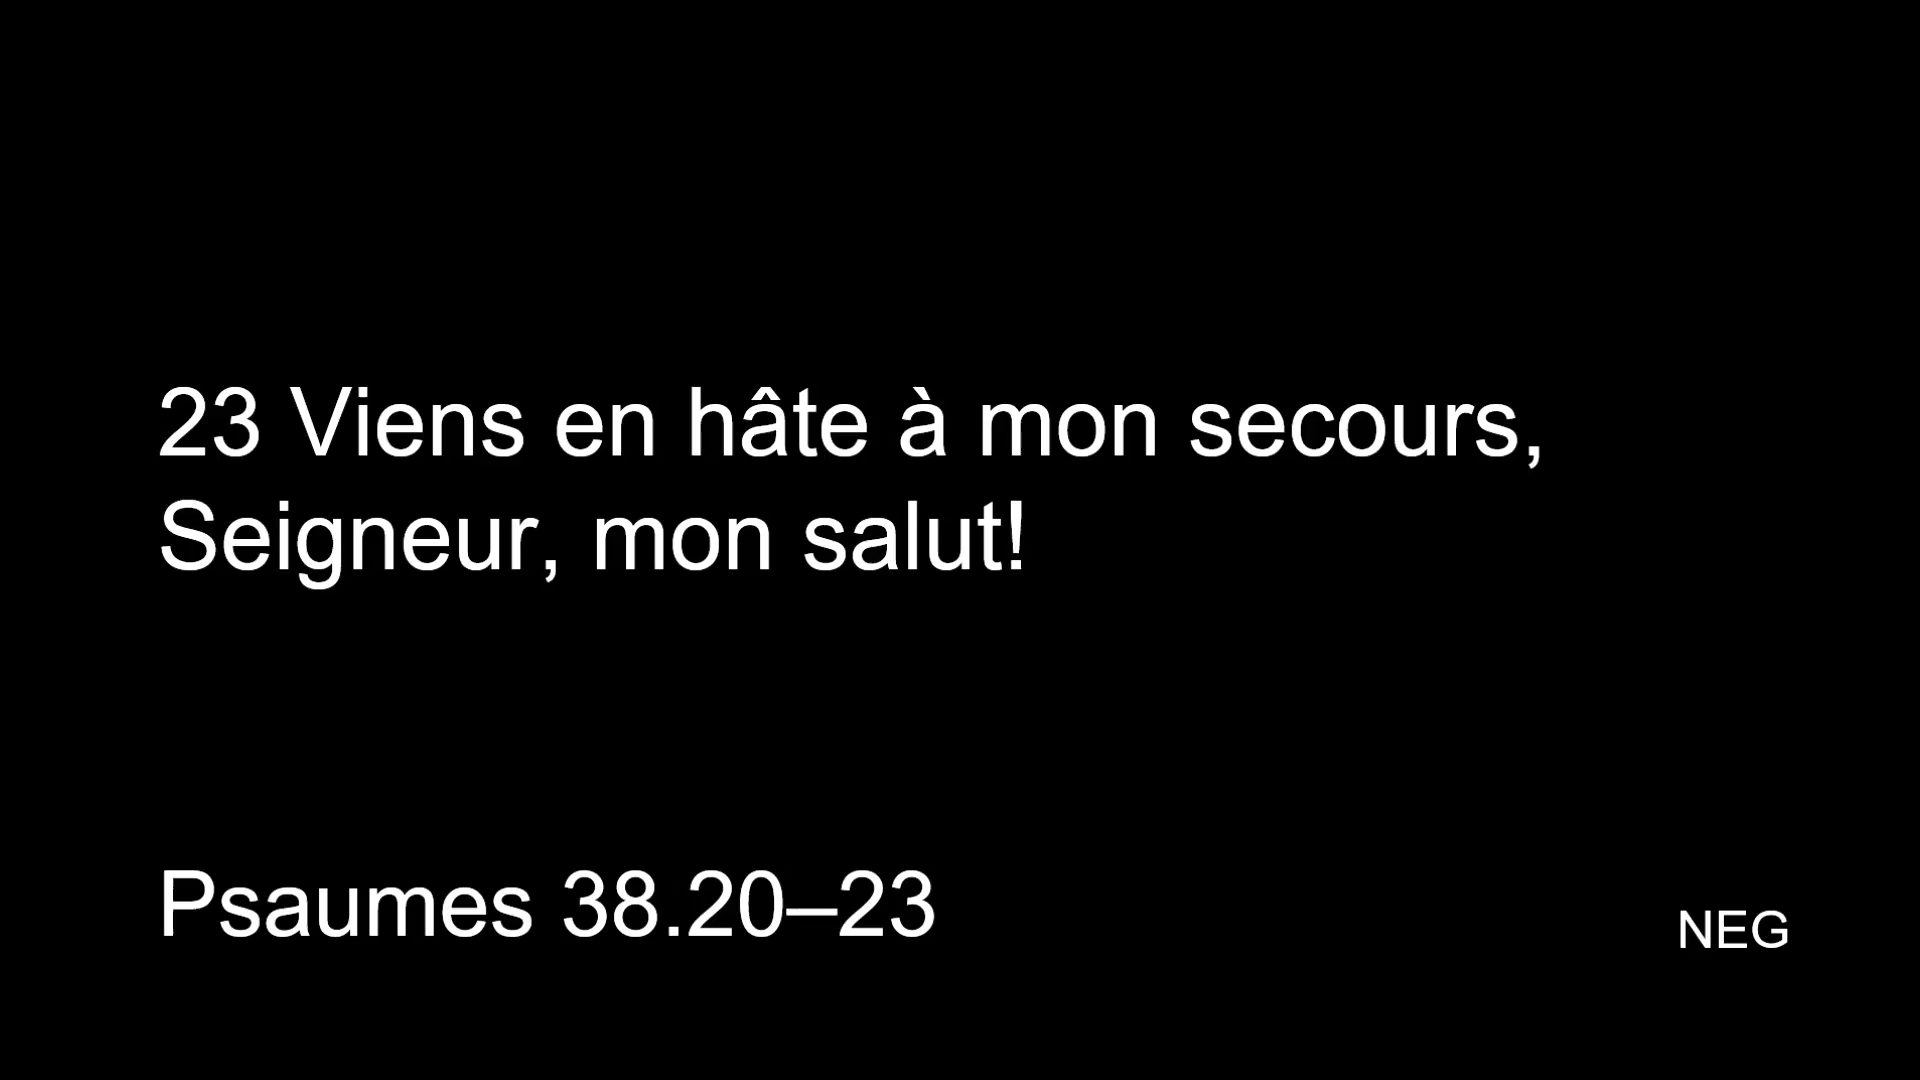 23 Viens en hâte à mon secours,
Seigneur, mon salut!
Psaumes 38.20–23
NEG